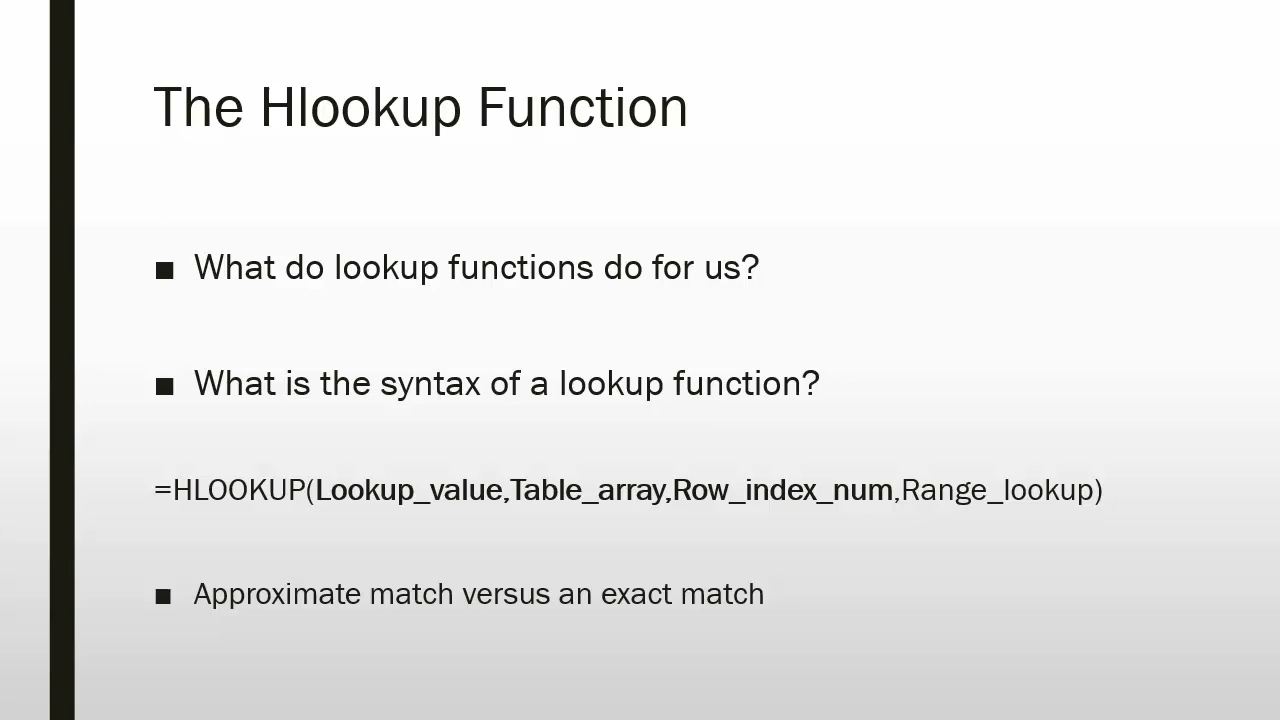 The Hlookup Function
■ What do lookup functions do for us?
■ What is the syntax of a lookup function?
=HLOOKUP(Lookup_value,Table_array,Row_index_num,Range_lookup)
■ Approximate match versus an exact match